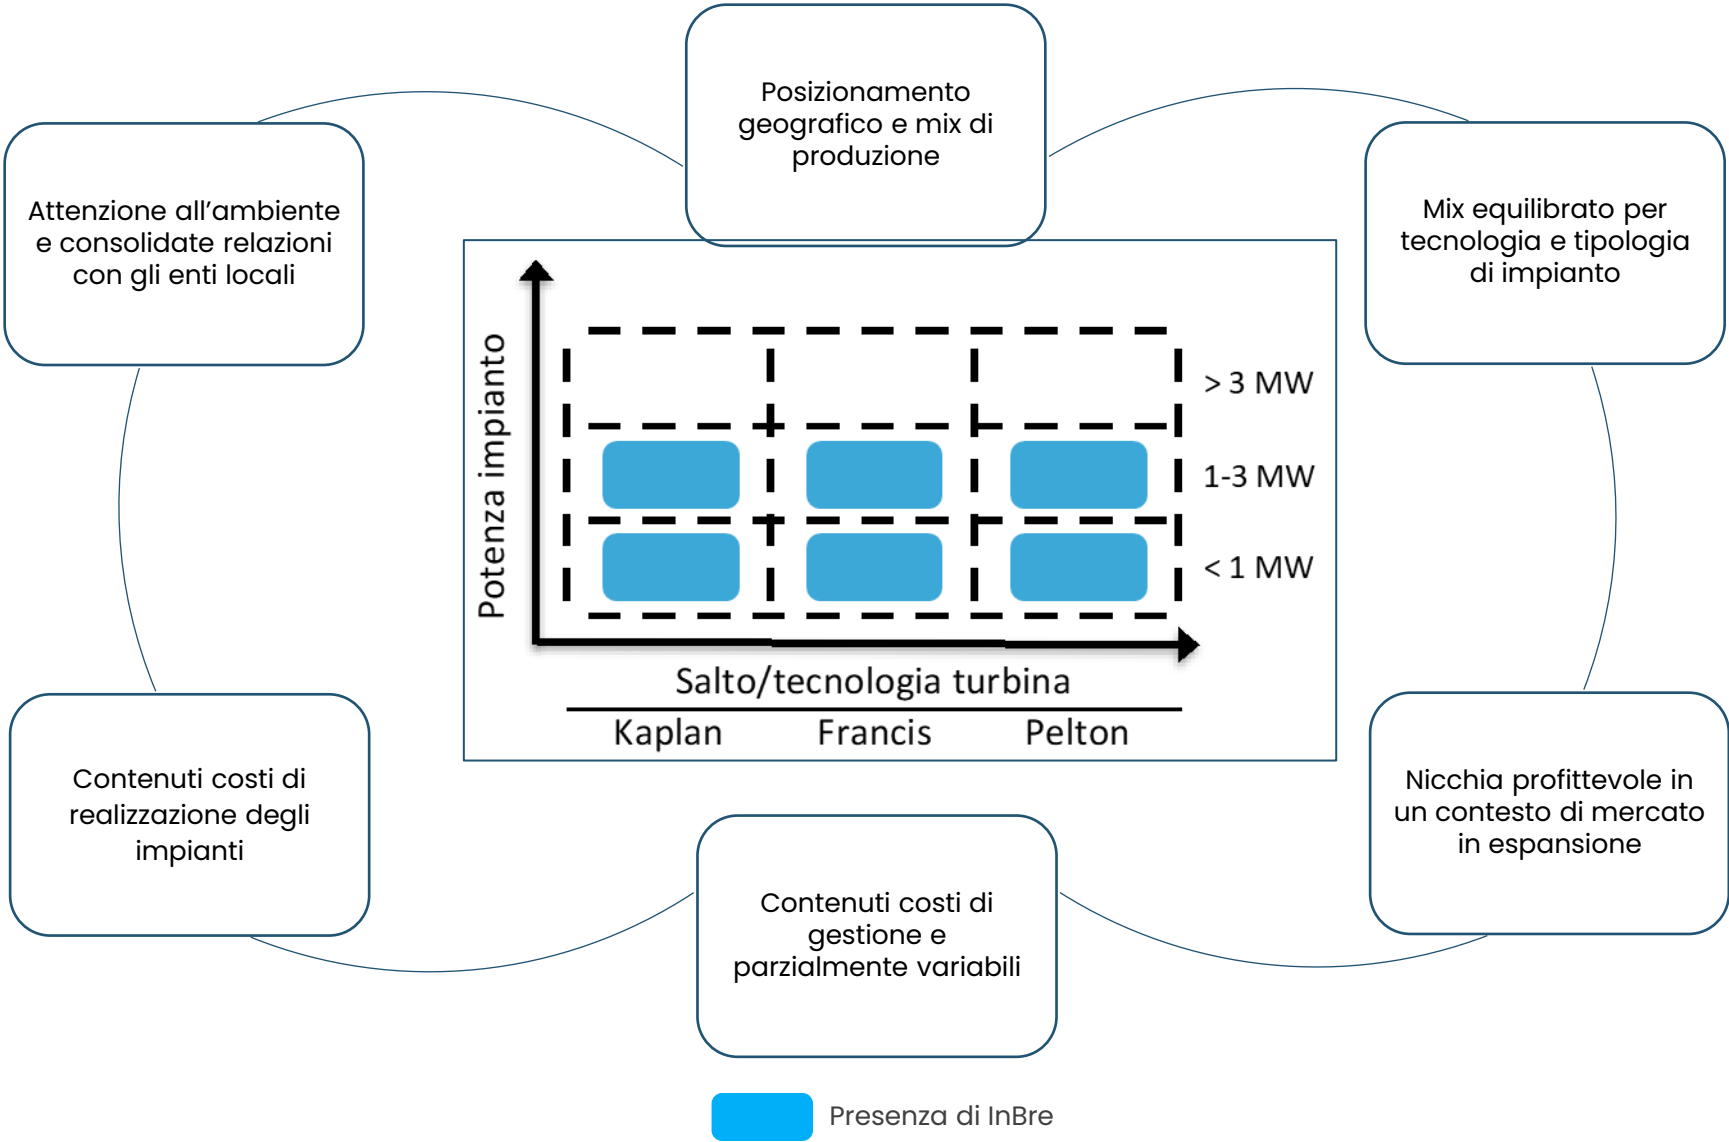 Posizionamento
geografico e mix di
produzione
Attenzione all’ambiente
e consolidate relazioni
con gli enti locali
Mix equilibrato per
tecnologia e tipologia
di impianto
Potenza impianto
> 3 MW
1-3 MW
< 1 MW
Salto/tecnologia turbina
Kaplan Francis Pelton
Contenuti costi di
realizzazione degli
impianti
Nicchia profittevole in
un contesto di mercato
in espansione
Contenuti costi di
gestione e
parzialmente variabili
Presenza di InBre